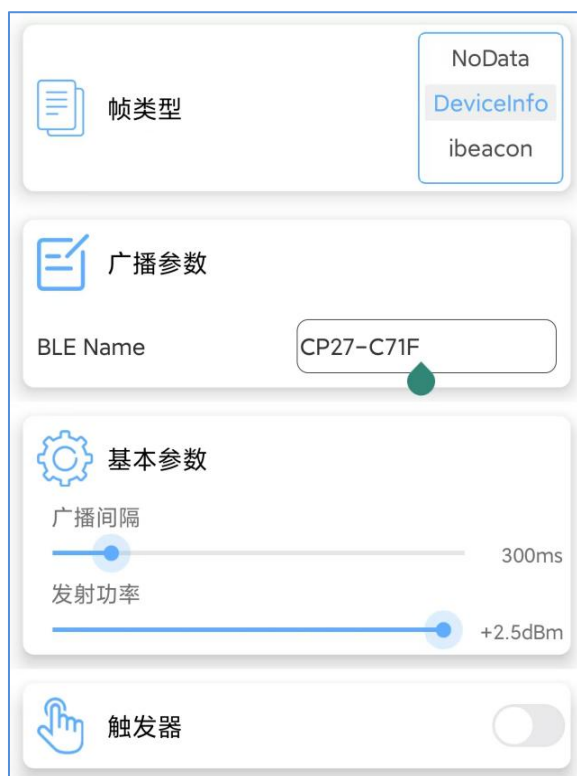 帧类型
NoData
DeviceInfo
ibeacon
广播参数
BLE Name
CP27-C71F
基本参数
广播间隔
300ms
发射功率
+2.5dBm
触发器